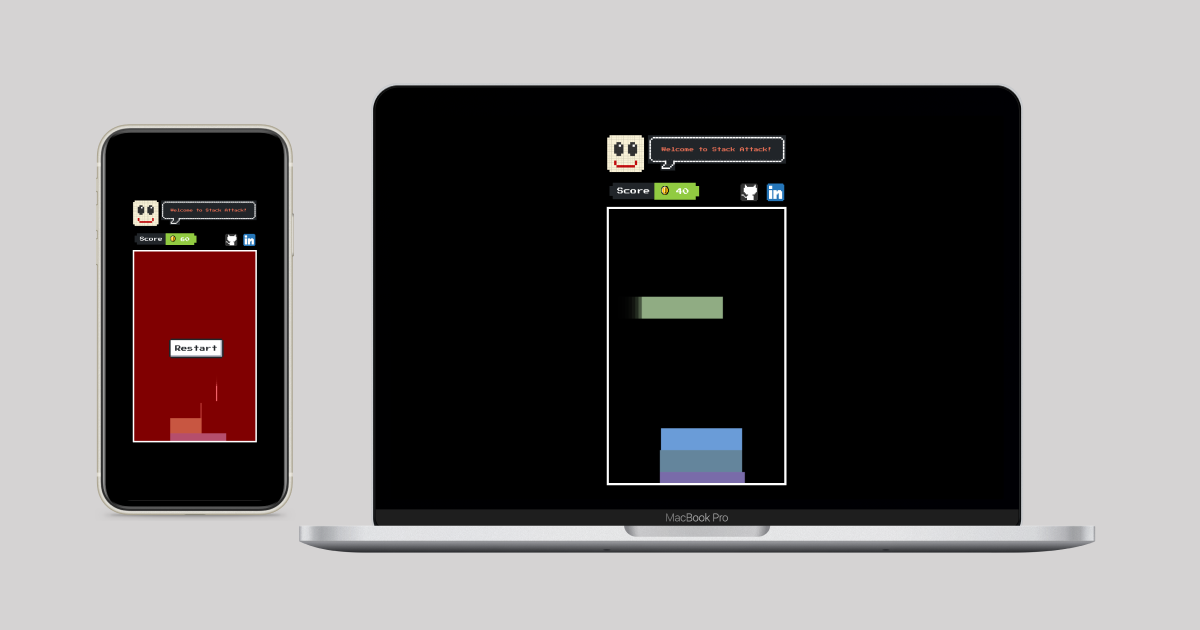 Welcome to Stack Attack!
Score 60
Restart
Welcome to Stack Attack!
Score 40
in
in
MacBook Pro